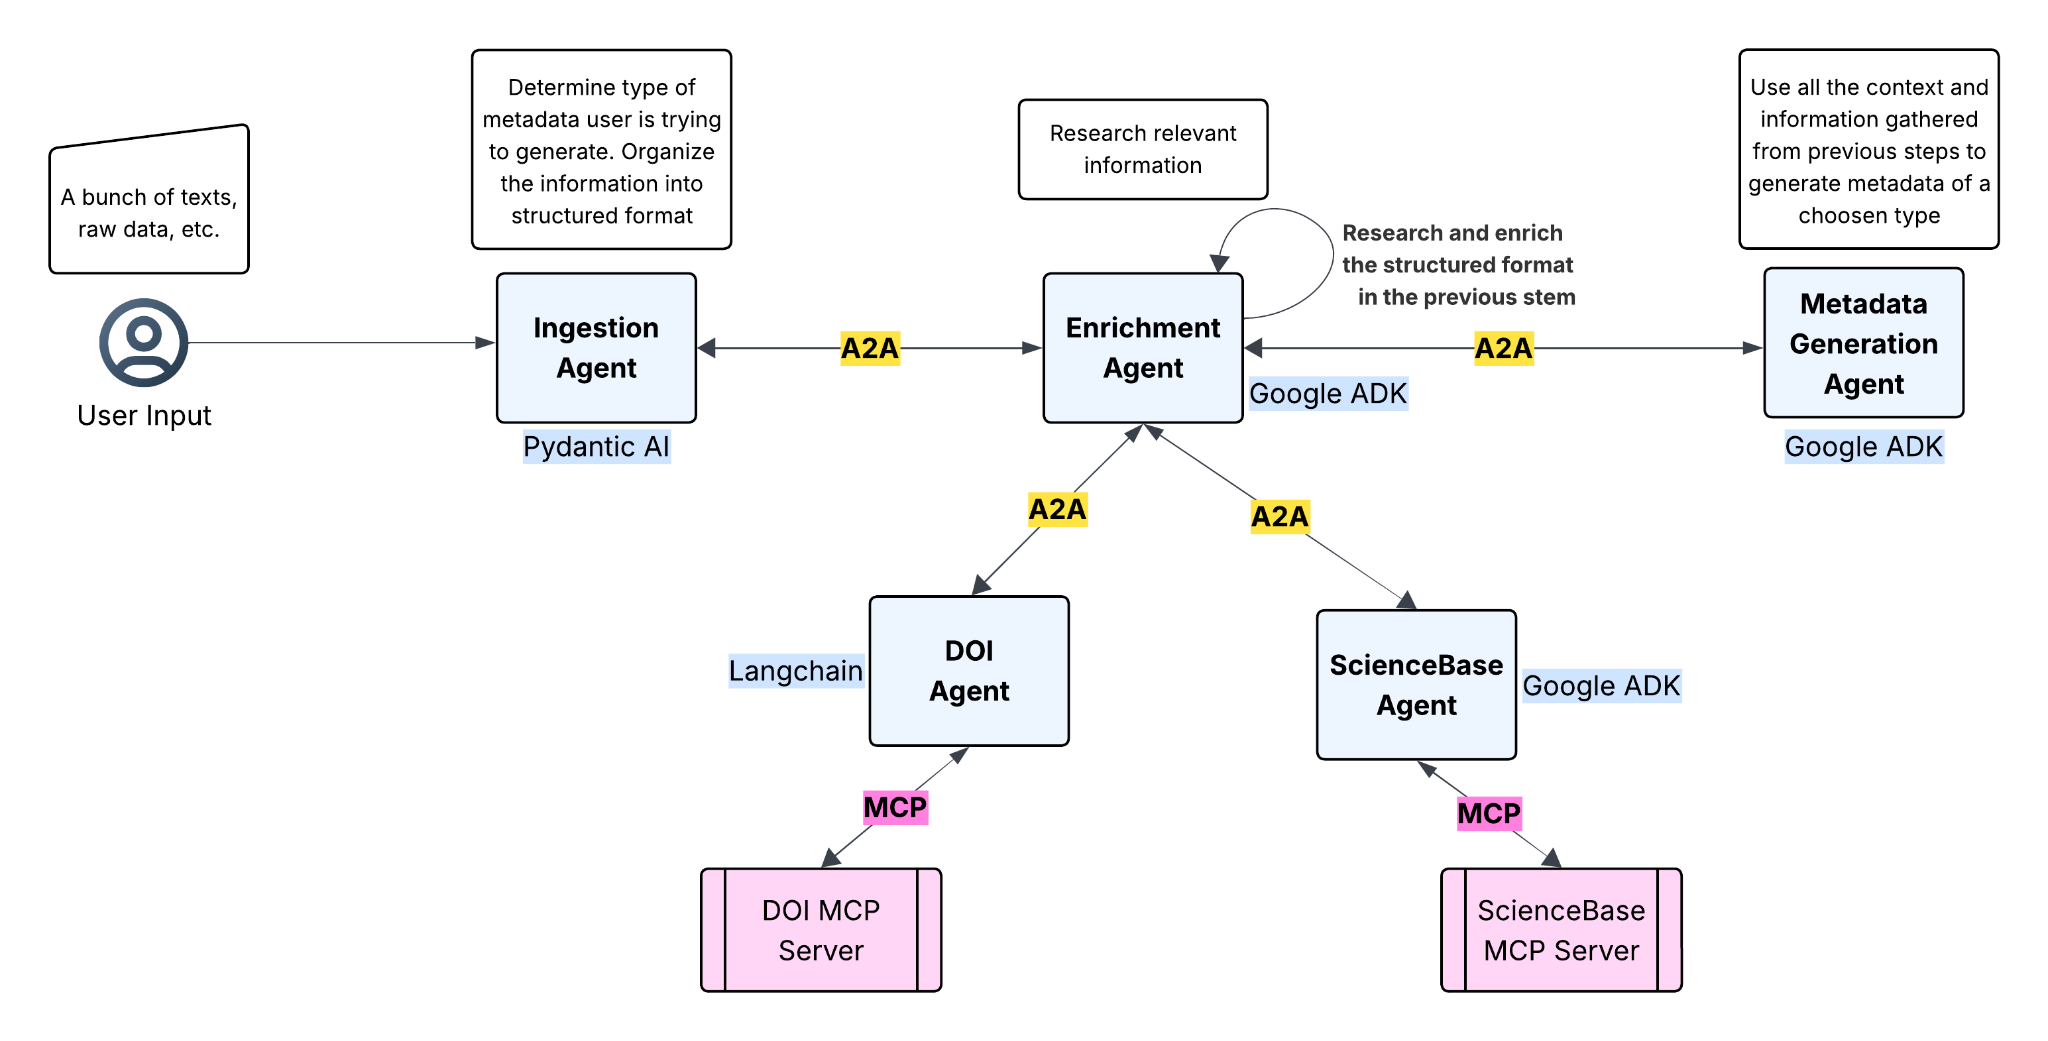 A bunch of texts,
raw data, etc.
User Input
Determine type of
metadata user is trying
to generate. Organize
the information into
structured format
Ingestion
Agent
Pydantic AI
A2A
Research relevant
information
Research and enrich
the structured format
in the previous stem
Enrichment
Agent
Google ADK
A2A
Use all the context and
information gathered
from previous steps to
generate metadata of a
choosen type
Metadata
Generation
Agent
Google ADK
A2A
A2A
Langchain
DOI
Agent
ScienceBase
Agent
Google ADK
MCP
MCP
DOI MCP
Server
ScienceBase
MCP Server